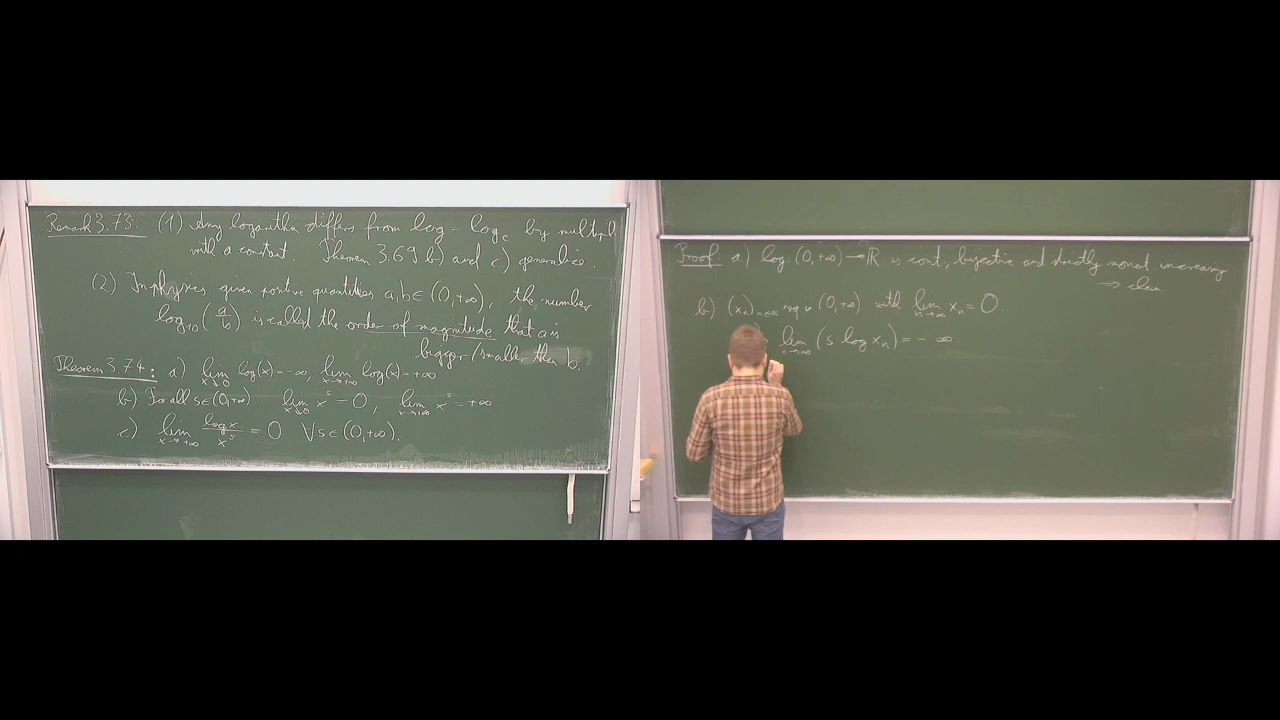 Remark 3.73: (1) Any logarithm differs from log = log_e by multipl.
with a constant. Theorem 3.69 b) and c) generalize.
(2) In physics given positive quantities a,b ∈ (0,+∞), the number
log₁₀(a/b) is called the order of magnitude that a is
bigger/smaller than b.
Theorem 3.74: a) lim_{x↘0} log(x) = -∞, lim_{x→+∞} log(x) = +∞
b) For all s ∈ (0,+∞) lim_{x↘0} x^s = 0, lim_{x→+∞} x^s = +∞
c) lim_{x→+∞} log x / x^s = 0 ∀ s ∈ (0,+∞).
Proof: a) log: (0,+∞) → ℝ is cont, bijective and strictly monot increasing
⇒ claim
b) (x_n)_{n∈ℕ} seq in (0,+∞) with lim_{n→∞} x_n = 0.
lim_{n→∞} (s·log x_n) = -∞